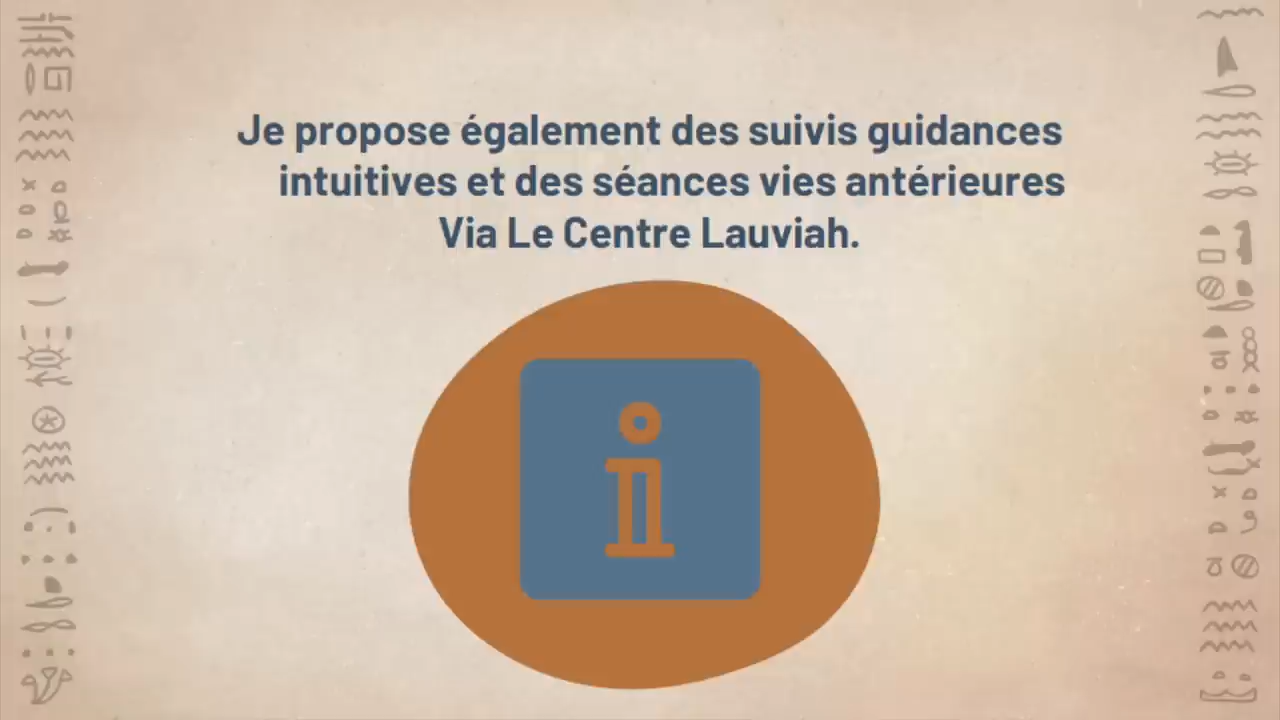 Je propose également des suivis guidances
intuitives et des séances vies antérieures
Via Le Centre Lauviah.